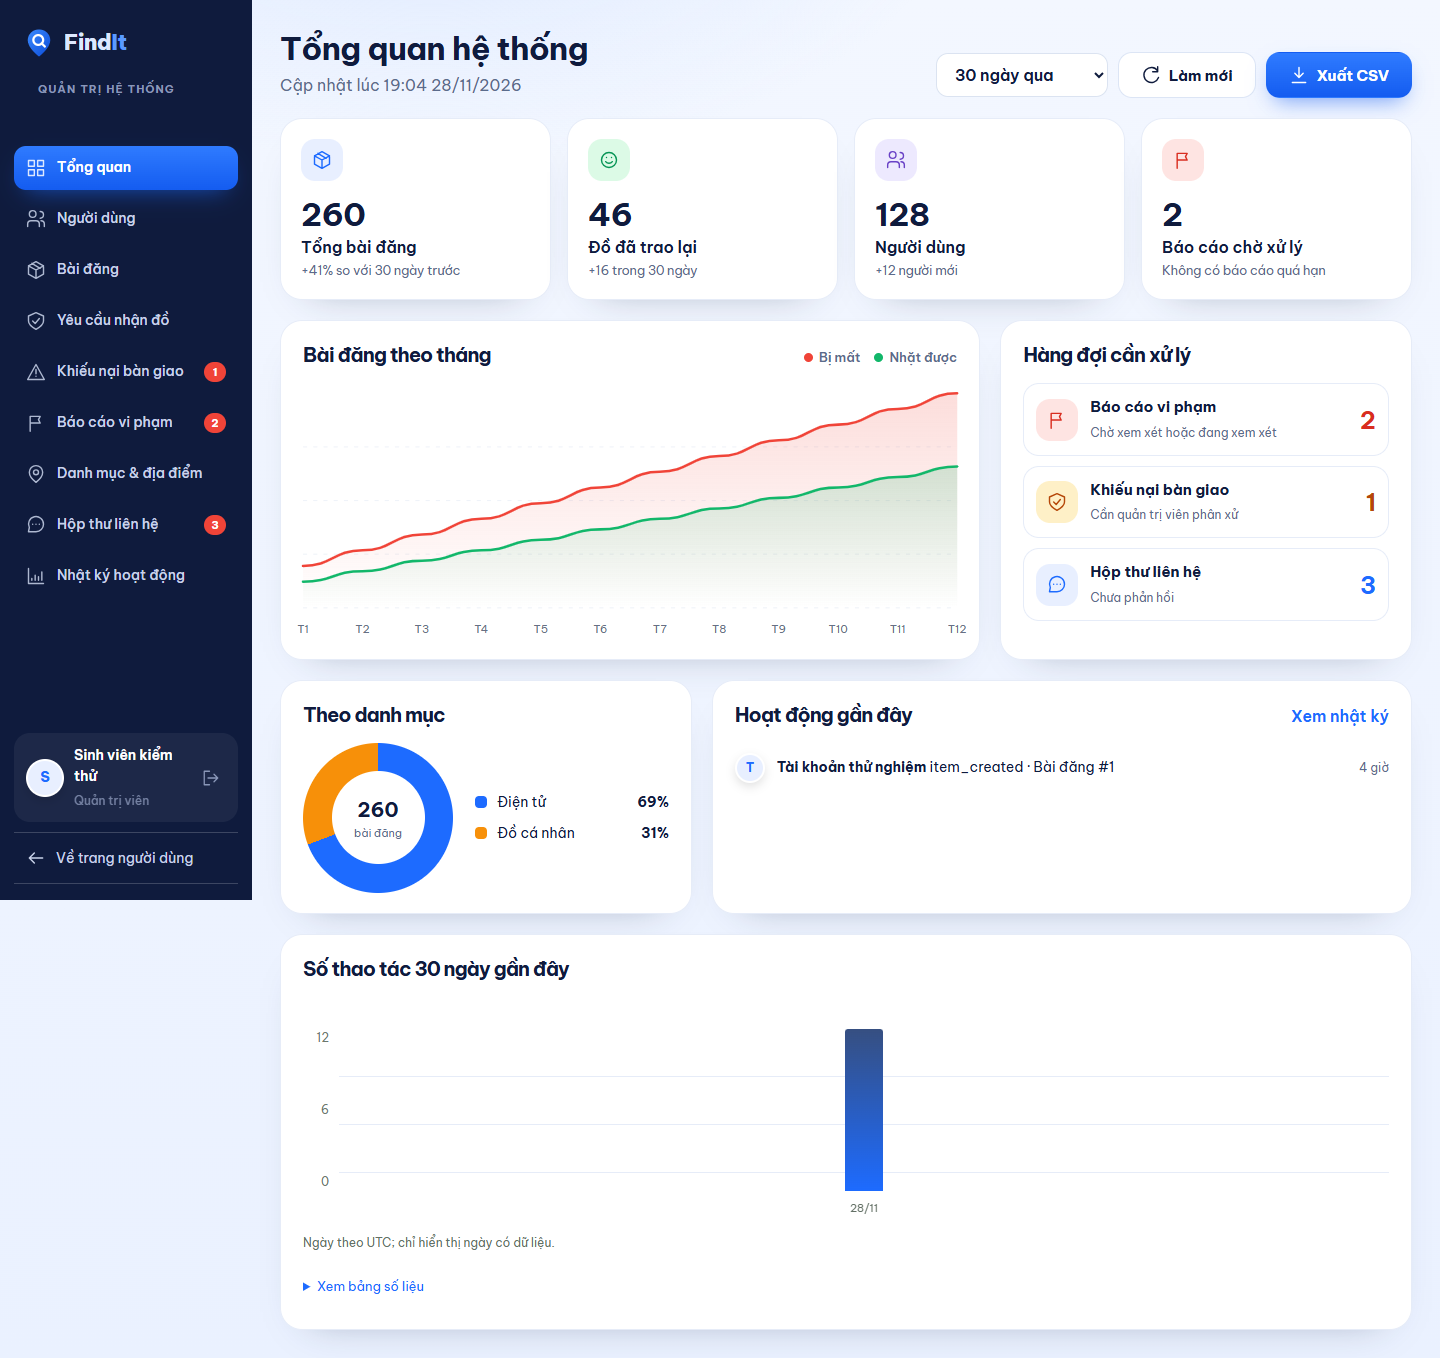 FindIt
QUẢN TRỊ HỆ THỐNG
Tổng quan
Người dùng
Bài đăng
Yêu cầu nhận đồ
Khiếu nại bàn giao 1
Báo cáo vi phạm 2
Danh mục & địa điểm
Hộp thư liên hệ 3
Nhật ký hoạt động
S
Sinh viên kiểm
thử
Quản trị viên
Về trang người dùng
Tổng quan hệ thống
Cập nhật lúc 19:04 28/11/2026
30 ngày qua
Làm mới
Xuất CSV
260
Tổng bài đăng
+41% so với 30 ngày trước
46
Đồ đã trao lại
+16 trong 30 ngày
128
Người dùng
+12 người mới
2
Báo cáo chờ xử lý
Không có báo cáo quá hạn
Bài đăng theo tháng
Bị mất
Nhặt được
T1 T2 T3 T4 T5 T6 T7 T8 T9 T10 T11 T12
Hàng đợi cần xử lý
Báo cáo vi phạm
Chờ xem xét hoặc đang xem xét
2
Khiếu nại bàn giao
Cần quản trị viên phân xử
1
Hộp thư liên hệ
Chưa phản hồi
3
Theo danh mục
260
bài đăng
Điện tử 69%
Đồ cá nhân 31%
Hoạt động gần đây
Xem nhật ký
T
Tài khoản thử nghiệm item_created · Bài đăng #1
4 giờ
Số thao tác 30 ngày gần đây
12
6
0
28/11
Ngày theo UTC; chỉ hiển thị ngày có dữ liệu.
Xem bảng số liệu